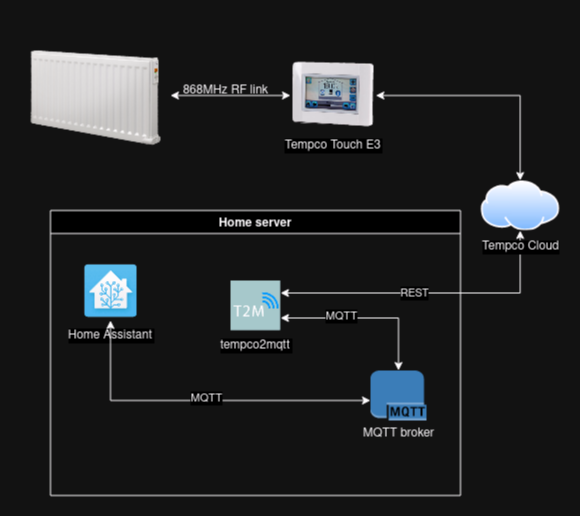 868MHz RF link
Tempco Touch E3
Tempco Cloud
Home server
Home Assistant
T2M
tempco2mqtt
REST
MQTT
MQTT
MQTT
MQTT broker